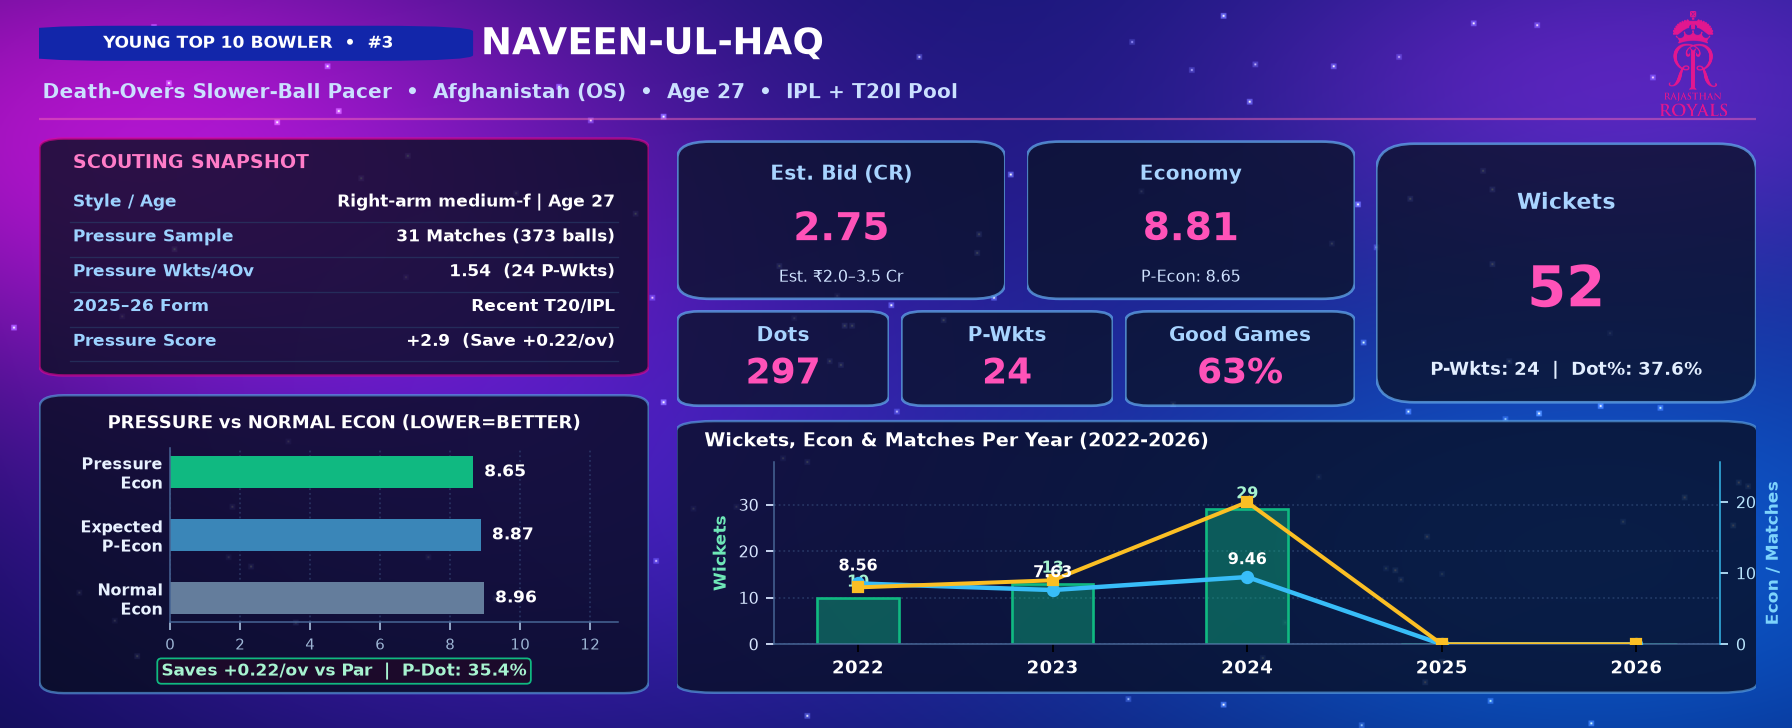 YOUNG TOP 10 BOWLER • #3
NAVEEN-UL-HAQ
Death-Overs Slower-Ball Pacer • Afghanistan (OS) • Age 27 • IPL + T20I Pool
RAJASTHAN
ROYALS
SCOUTING SNAPSHOT
Style / Age Right-arm medium-f | Age 27
Pressure Sample 31 Matches (373 balls)
Pressure Wkts/4Ov 1.54 (24 P-Wkts)
2025–26 Form Recent T20/IPL
Pressure Score +2.9 (Save +0.22/ov)
Est. Bid (CR)
2.75
Est. ₹2.0–3.5 Cr
Economy
8.81
P-Econ: 8.65
Wickets
52
P-Wkts: 24 | Dot%: 37.6%
Dots
297
P-Wkts
24
Good Games
63%
PRESSURE vs NORMAL ECON (LOWER=BETTER)
Pressure
Econ
8.65
Expected
P-Econ
8.87
Normal
Econ
8.96
0 2 4 6 8 10 12
Saves +0.22/ov vs Par | P-Dot: 35.4%
Wickets, Econ & Matches Per Year (2022-2026)
Wickets
30
20
10
0
8.56
10
13
7.63
29
9.46
20
10
0
Econ / Matches
2022 2023 2024 2025 2026